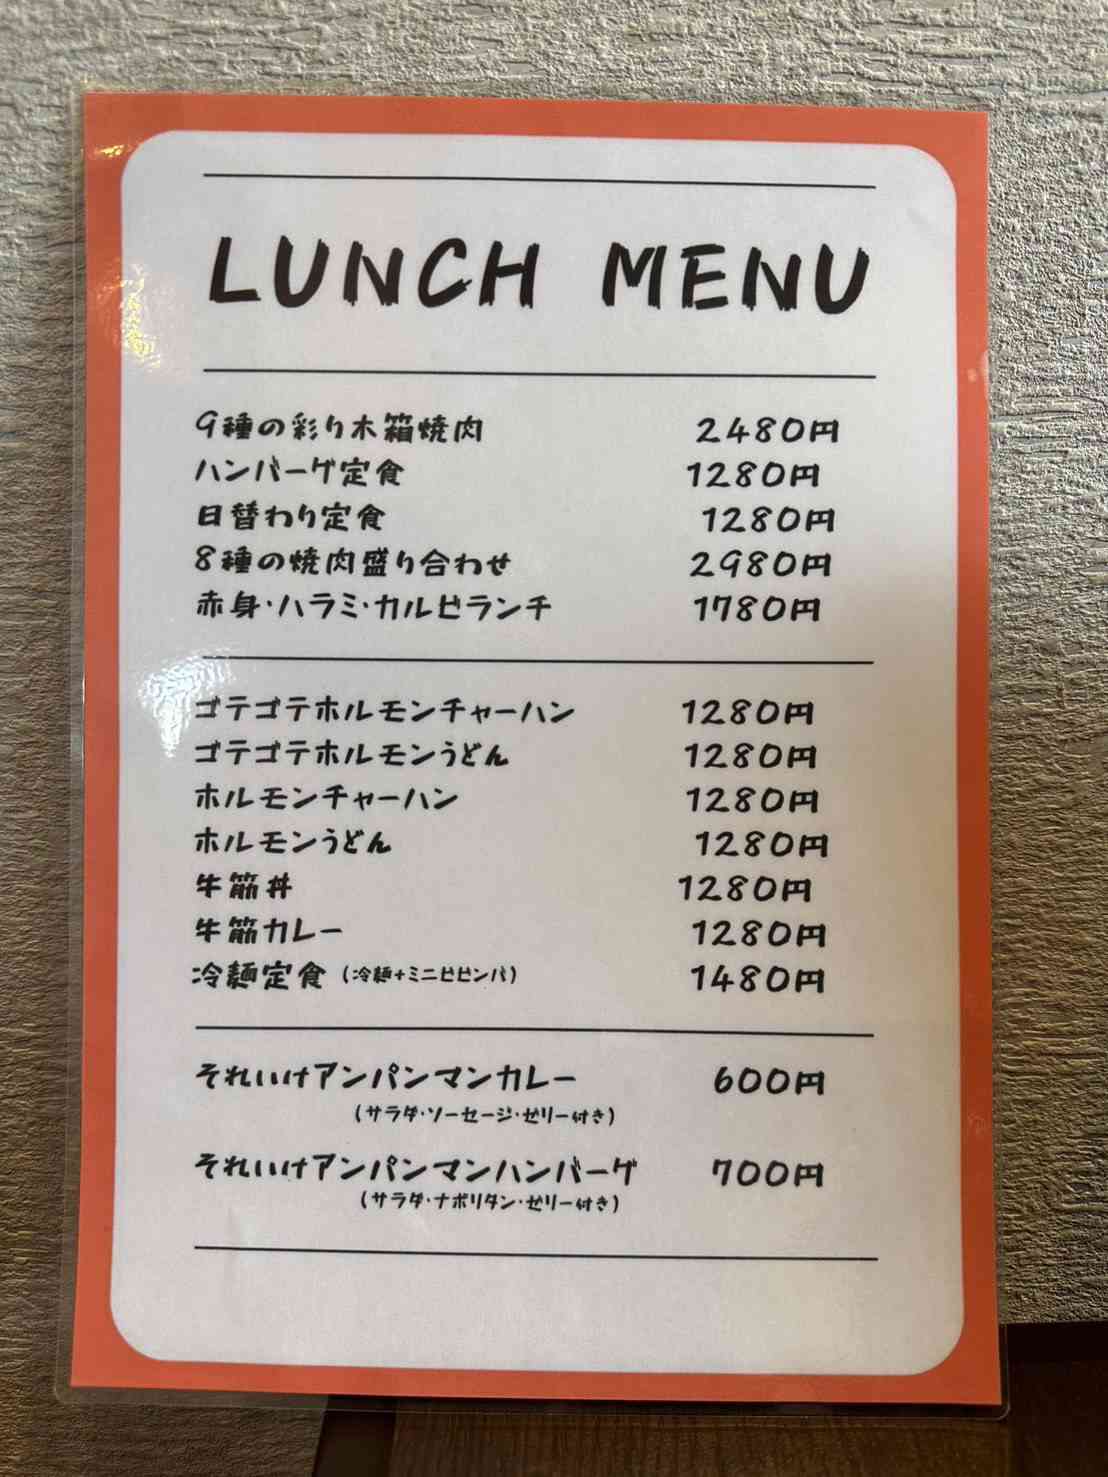 LUNCH MENU
9種の彩り木箱焼肉 2480円
ハンバーグ定食 1280円
日替わり定食 1280円
8種の焼肉盛り合わせ 2980円
赤身・ハラミ・カルビランチ 1780円
ゴテゴテホルモンチャーハン 1280円
ゴテゴテホルモンうどん 1280円
ホルモンチャーハン 1280円
ホルモンうどん 1280円
牛筋丼 1280円
牛筋カレー 1280円
冷麺定食 (冷麺+ミニビビンバ) 1480円
それいけアンパンマンカレー 600円
(サラダ・ソーセージ・ゼリー付き)
それいけアンパンマンハンバーグ 700円
(サラダ・ナポリタン・ゼリー付き)